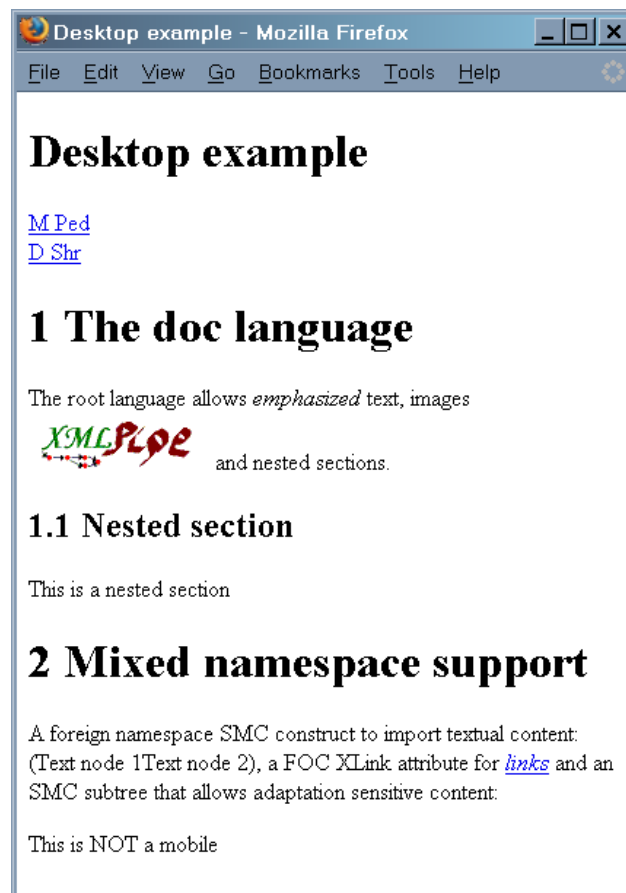 Desktop example - Mozilla Firefox
File Edit View Go Bookmarks Tools Help
Desktop example
M Ped
D Shr
1 The doc language
The root language allows emphasized text, images
XMLPipe and nested sections.
1.1 Nested section
This is a nested section
2 Mixed namespace support
A foreign namespace SMC construct to import textual content:
(Text node 1Text node 2), a FOC XLink attribute for links and an
SMC subtree that allows adaptation sensitive content:
This is NOT a mobile